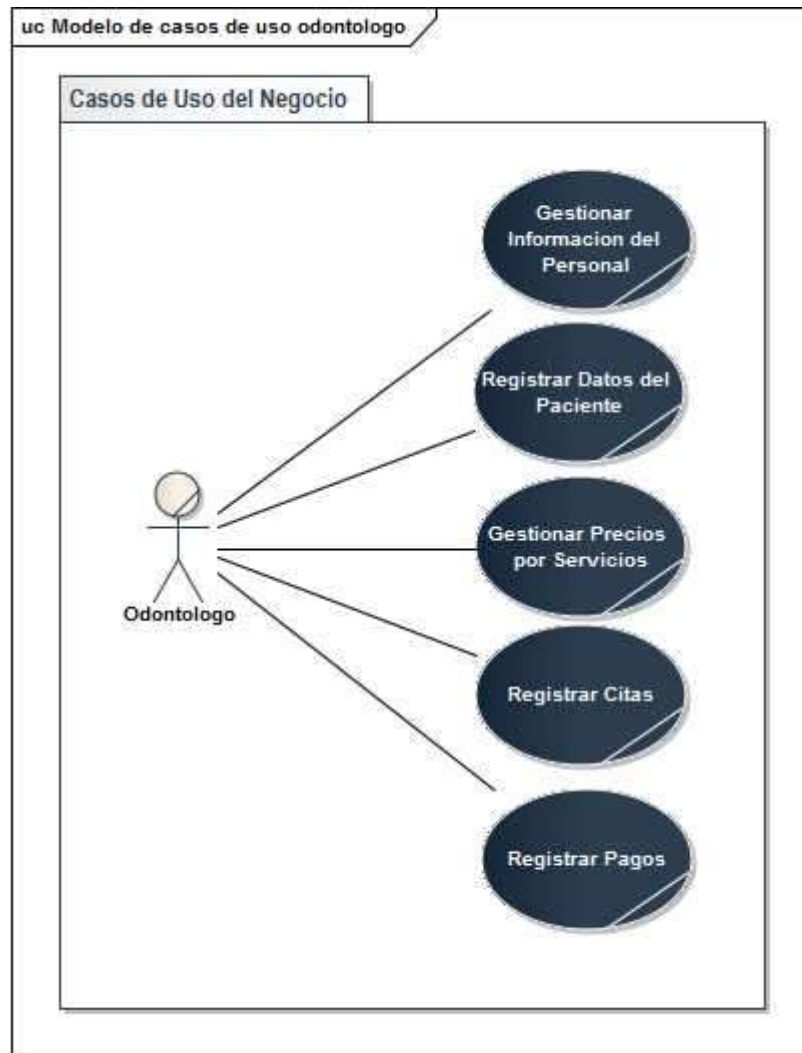 uc Modelo de casos de uso odontologo
Casos de Uso del Negocio
Gestionar
Informacion del
Personal
Registrar Datos del
Paciente
Gestionar Precios
por Servicios
Odontologo
Registrar Citas
Registrar Pagos